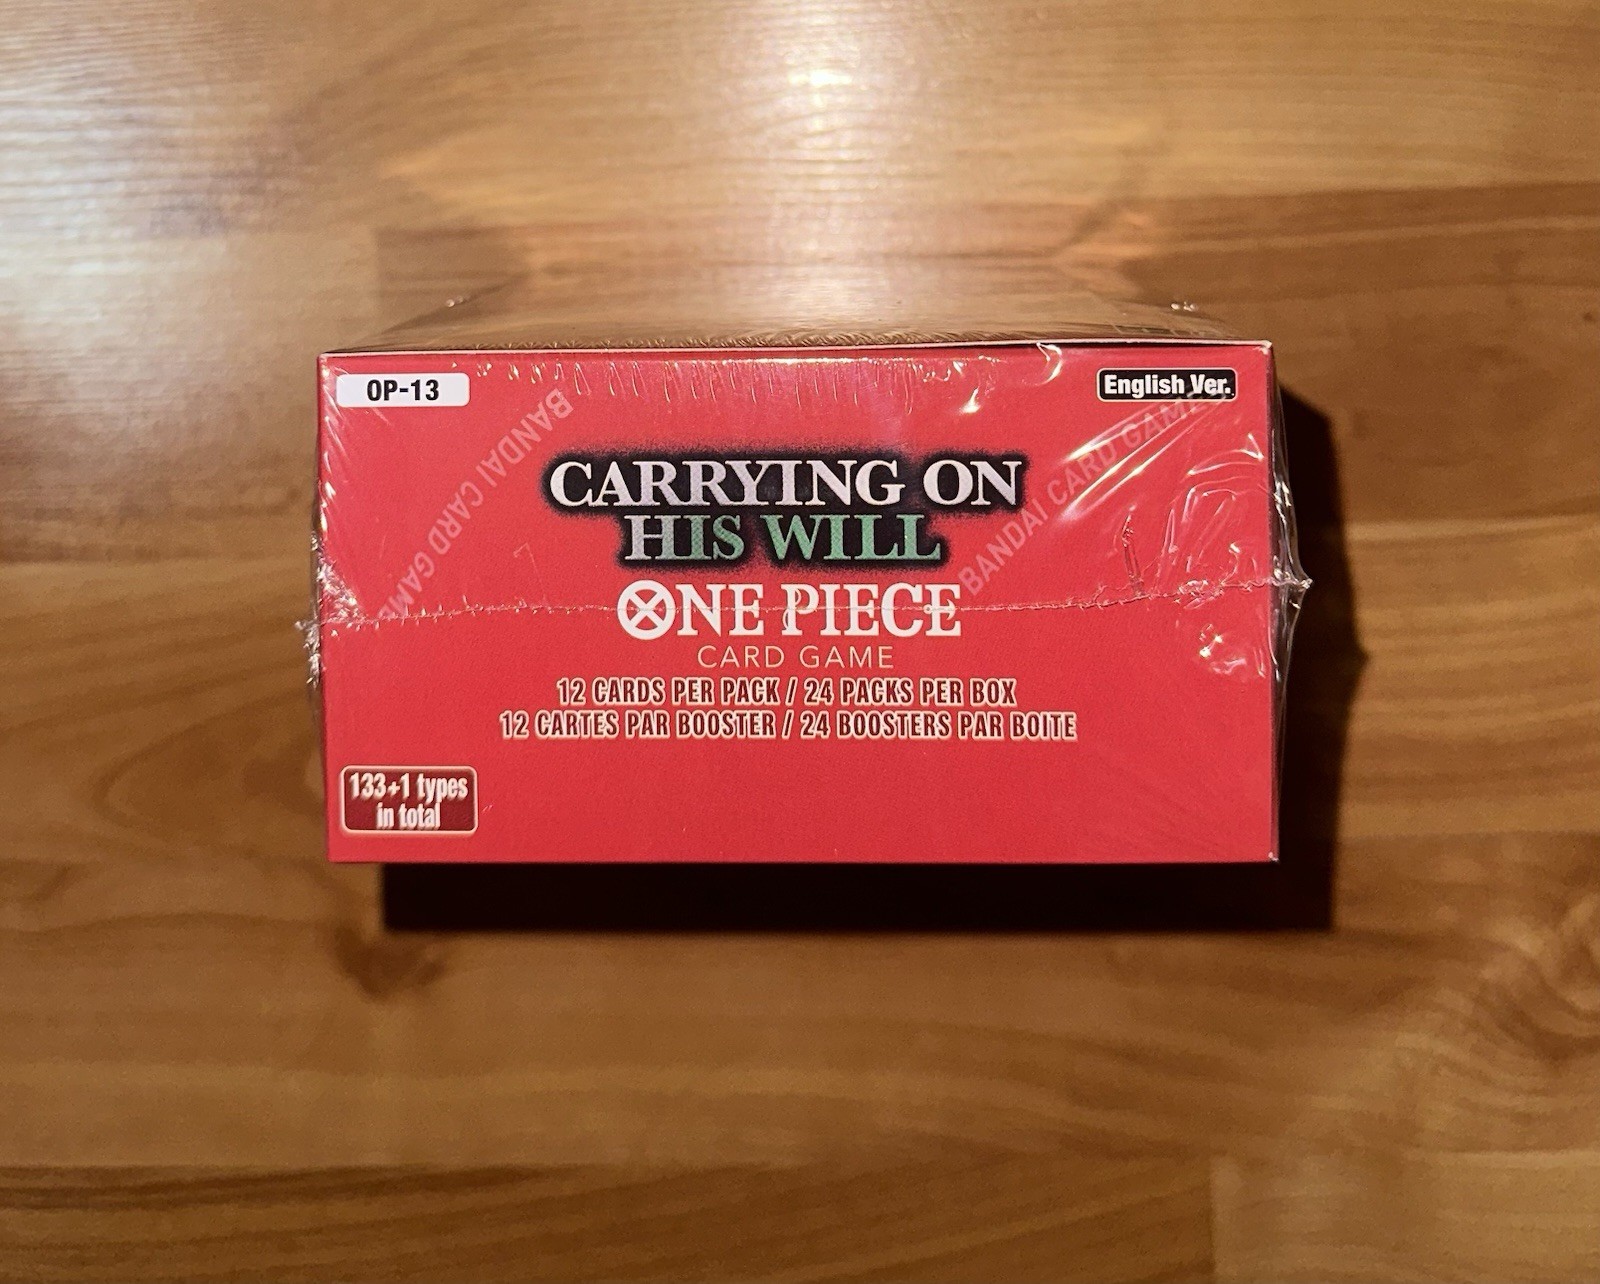 OP-13
English Ver.
BANDAI CARD GAME
BANDAI CARD GAMES
CARRYING ON
HIS WILL
ONE PIECE
CARD GAME
12 CARDS PER PACK / 24 PACKS PER BOX
12 CARTES PAR BOOSTER / 24 BOOSTERS PAR BOITE
133+1 types
in total